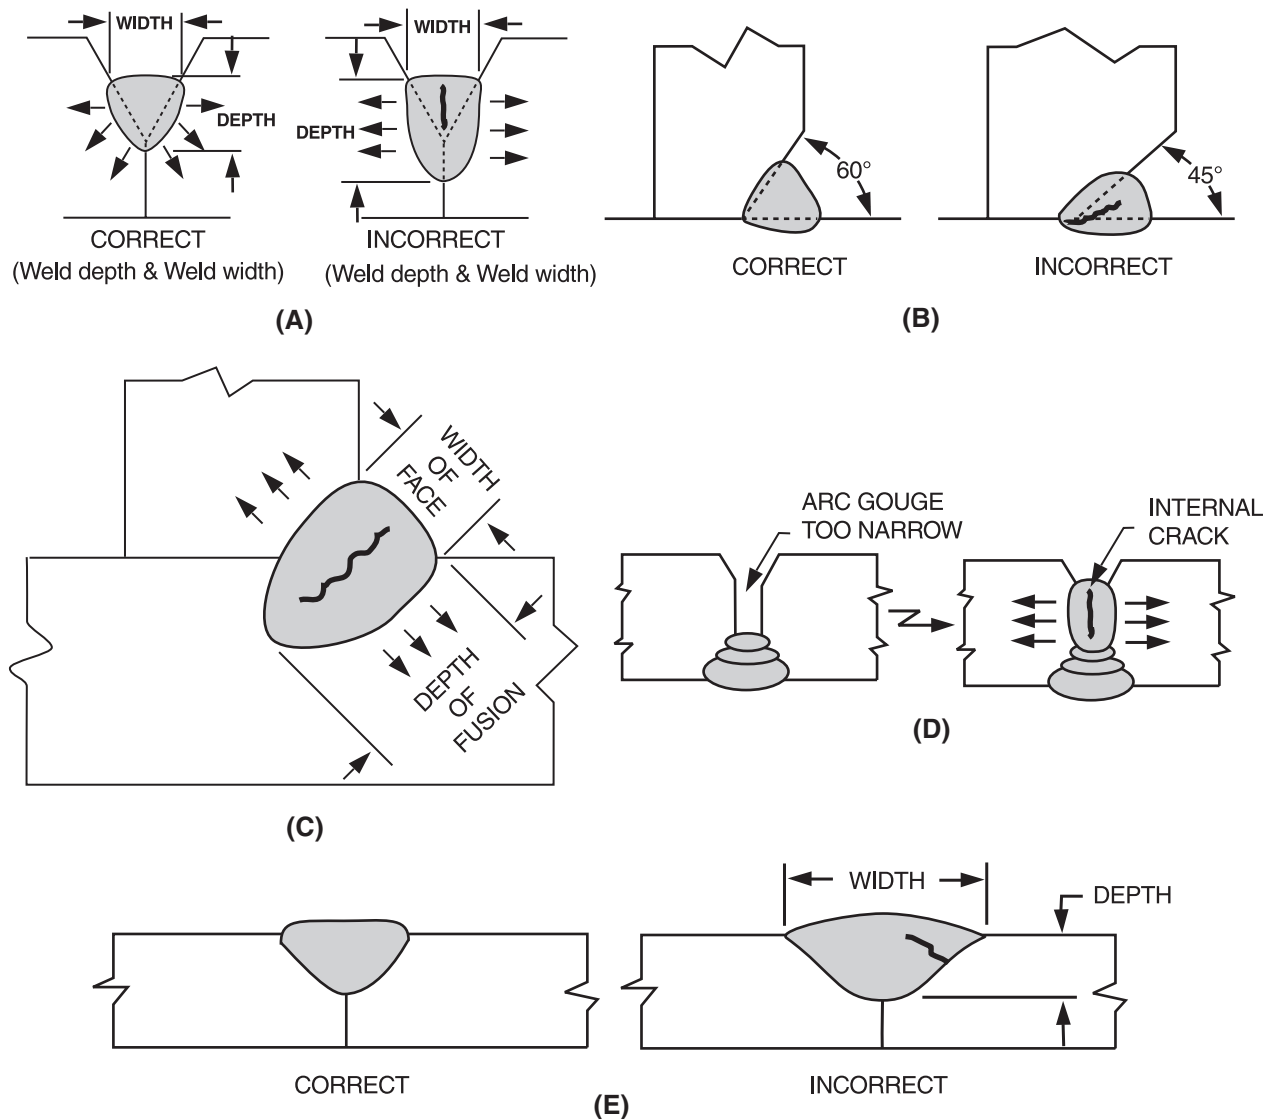 WIDTH
DEPTH
CORRECT
(Weld depth & Weld width)
WIDTH
DEPTH
INCORRECT
(Weld depth & Weld width)
(A)
60°
CORRECT
45°
INCORRECT
(B)
WIDTH
OF
FACE
DEPTH
OF
FUSION
(C)
ARC GOUGE
TOO NARROW
INTERNAL
CRACK
(D)
CORRECT
WIDTH
DEPTH
INCORRECT
(E)